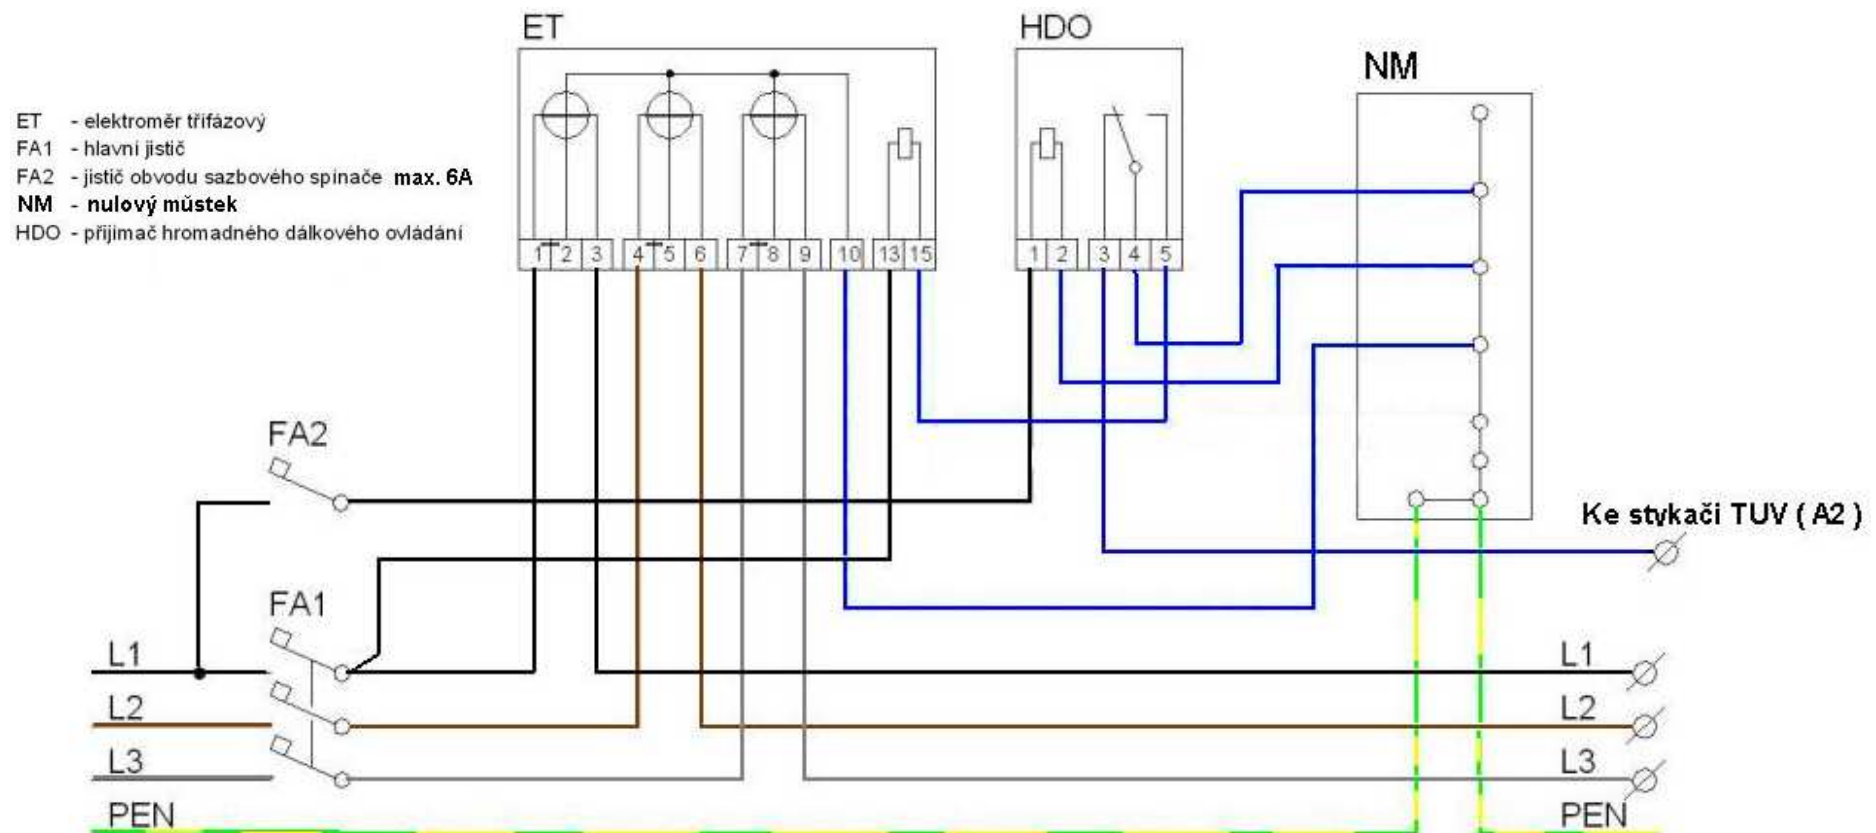 ET
HDO
NM
ET - elektroměr třífázový
FA1 - hlavní jistič
FA2 - jistič obvodu sazbového spínače max. 6A
NM - nulový můstek
HDO - přijímač hromadného dálkového ovládání
1 2 3 4 5 6 7 8 9 10 13 15
1 2 3 4 5
FA2
Ke stykači TUV ( A2 )
FA1
L1 L1
L2 L2
L3 L3
PEN PEN